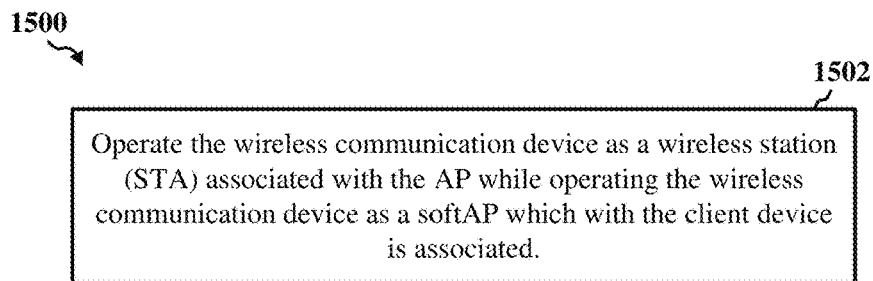 1500
1502
Operate the wireless communication device as a wireless station
(STA) associated with the AP while operating the wireless
communication device as a softAP which with the client device
is associated.